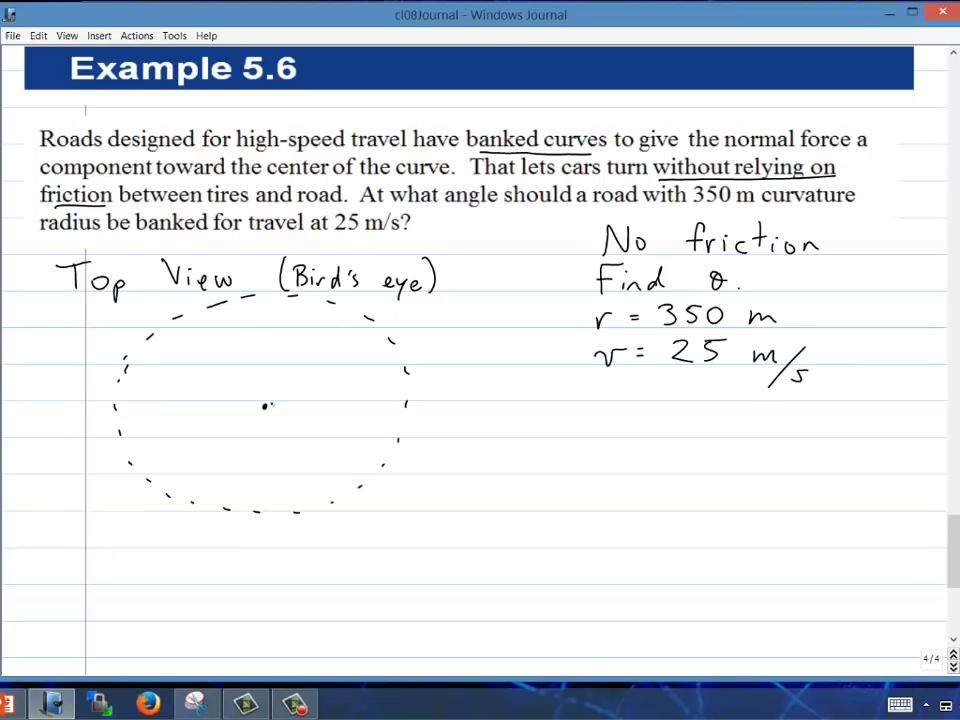 cl08Journal - Windows Journal
File Edit View Insert Actions Tools Help
Example 5.6
Roads designed for high-speed travel have banked curves to give the normal force a
component toward the center of the curve. That lets cars turn without relying on
friction between tires and road. At what angle should a road with 350 m curvature
radius be banked for travel at 25 m/s?
No friction
Top View (Bird's eye)
Find θ.
r = 350 m
v = 25 m/s
4/4